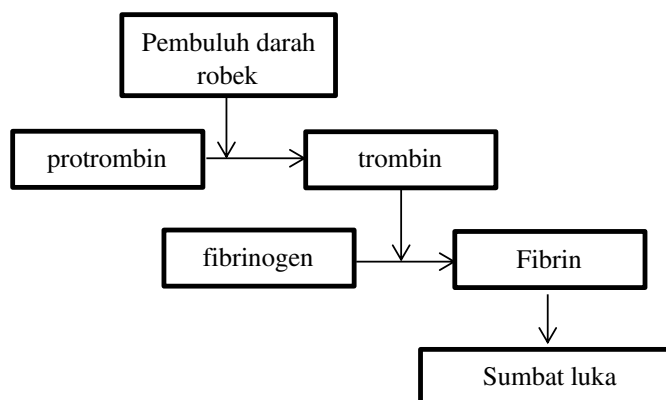 Pembuluh darah
robek
protrombin
trombin
fibrinogen
Fibrin
Sumbat luka